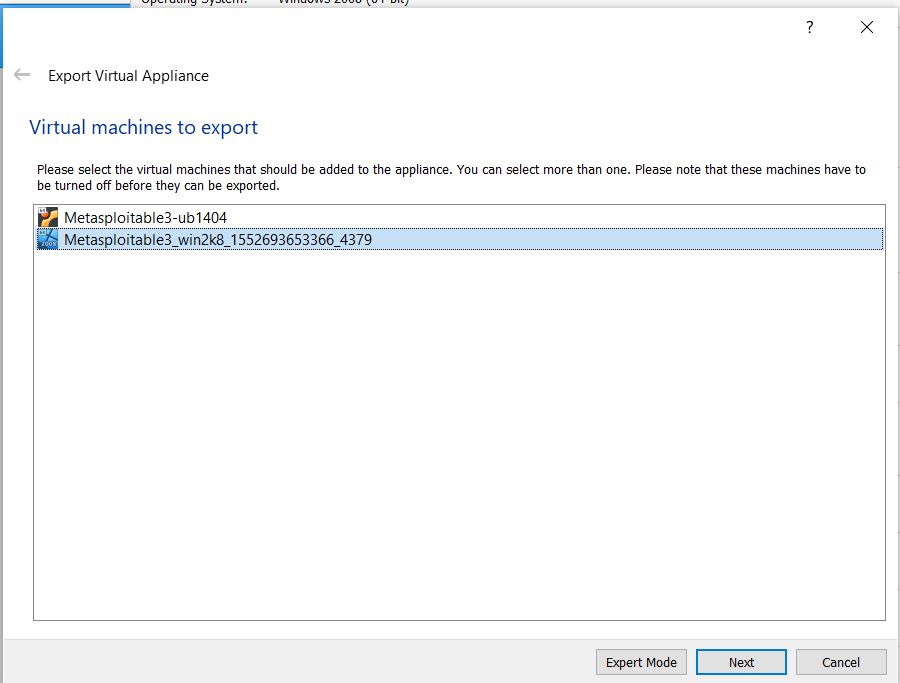 Operating System: Windows 2008 (64-bit)
?
Export Virtual Appliance
Virtual machines to export
Please select the virtual machines that should be added to the appliance. You can select more than one. Please note that these machines have to
be turned off before they can be exported.
Metasploitable3-ub1404
2008 Metasploitable3_win2k8_1552693653366_4379
Expert Mode Next Cancel